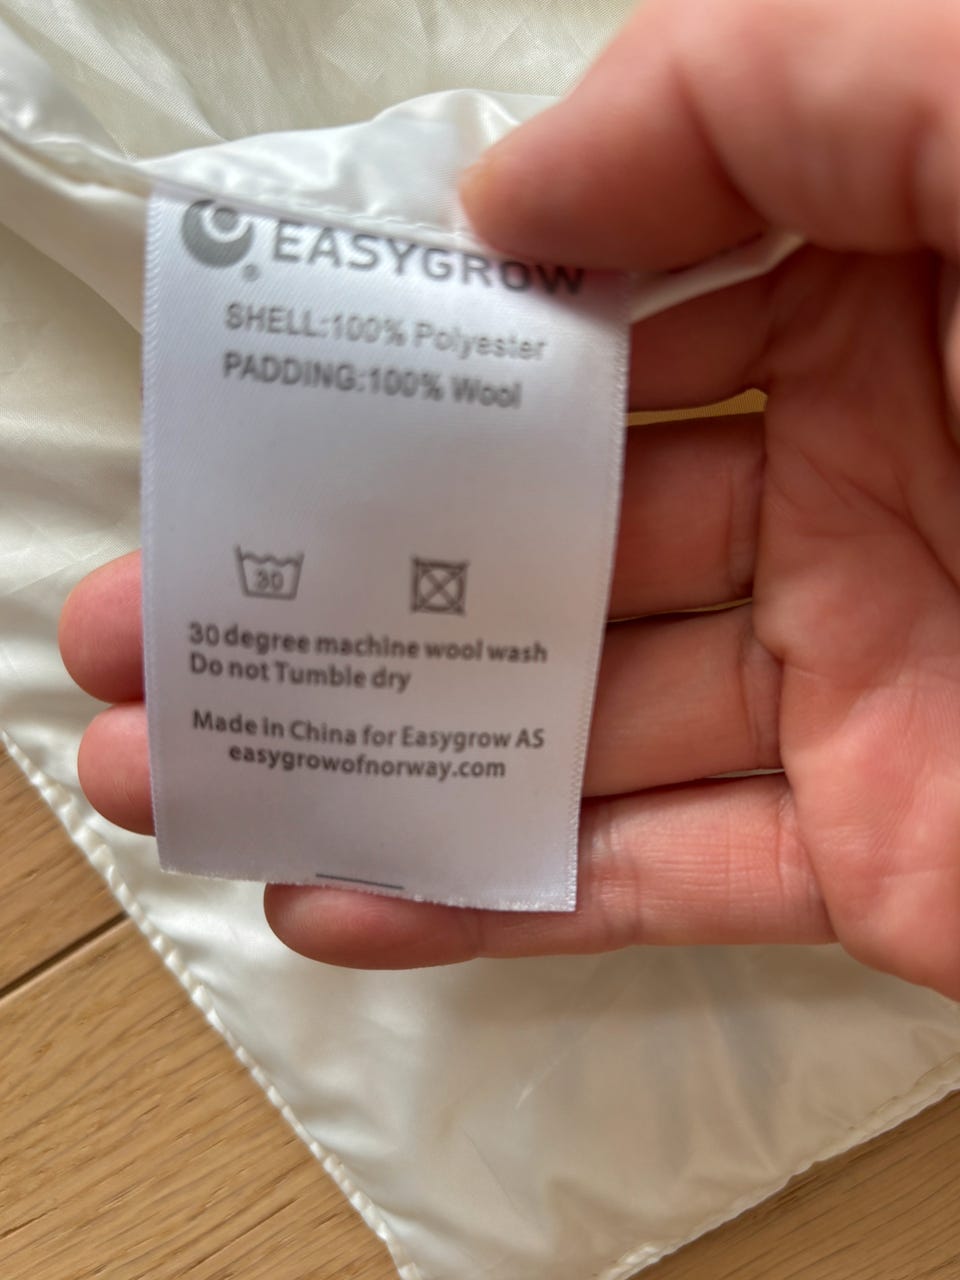 ® EASYGROW
SHELL:100% Polyester
PADDING:100% Wool
30
30 degree machine wool wash
Do not Tumble dry
Made in China for Easygrow AS
easygrowofnorway.com